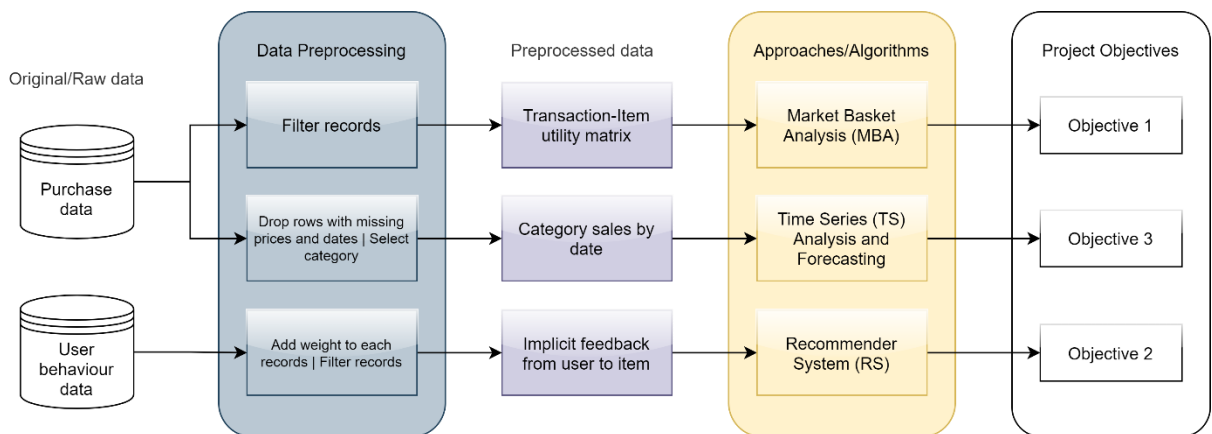 Original/Raw data
Purchase
data
User
behaviour
data
Data Preprocessing
Filter records
Drop rows with missing
prices and dates | Select
category
Add weight to each
records | Filter records
Preprocessed data
Transaction-Item
utility matrix
Category sales by
date
Implicit feedback
from user to item
Approaches/Algorithms
Market Basket
Analysis (MBA)
Time Series (TS)
Analysis and
Forecasting
Recommender
System (RS)
Project Objectives
Objective 1
Objective 3
Objective 2